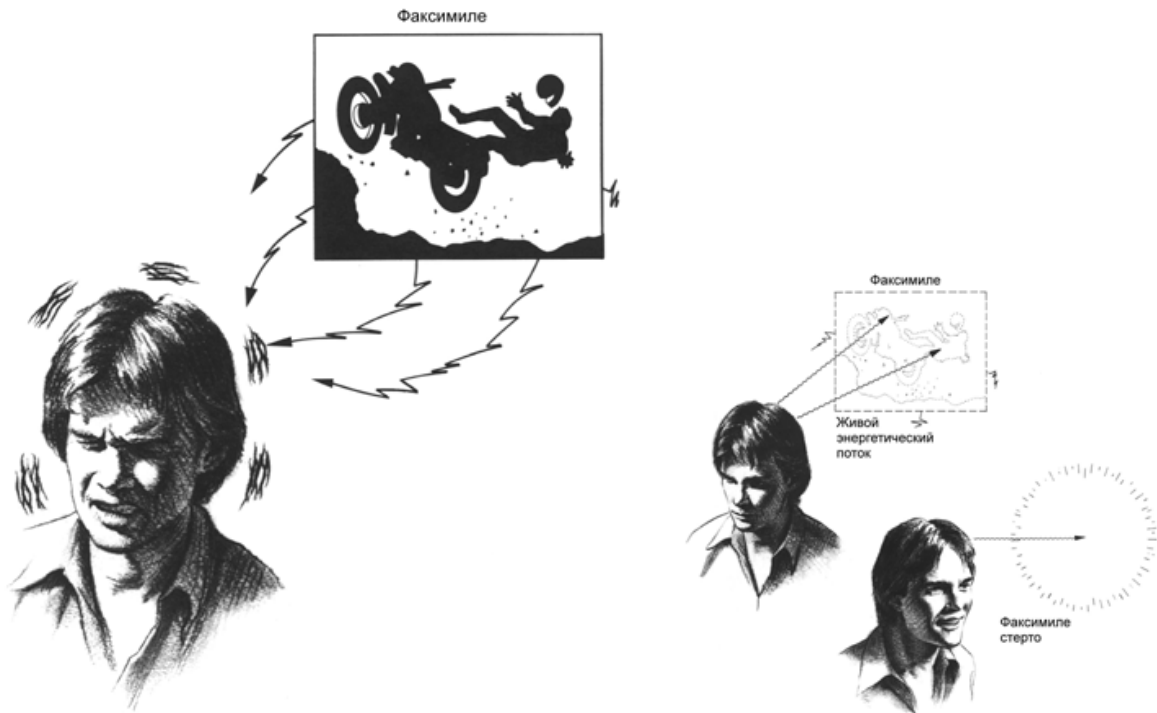 Факсимиле
Факсимиле
Живой
энергетический
поток
Факсимиле
стерто